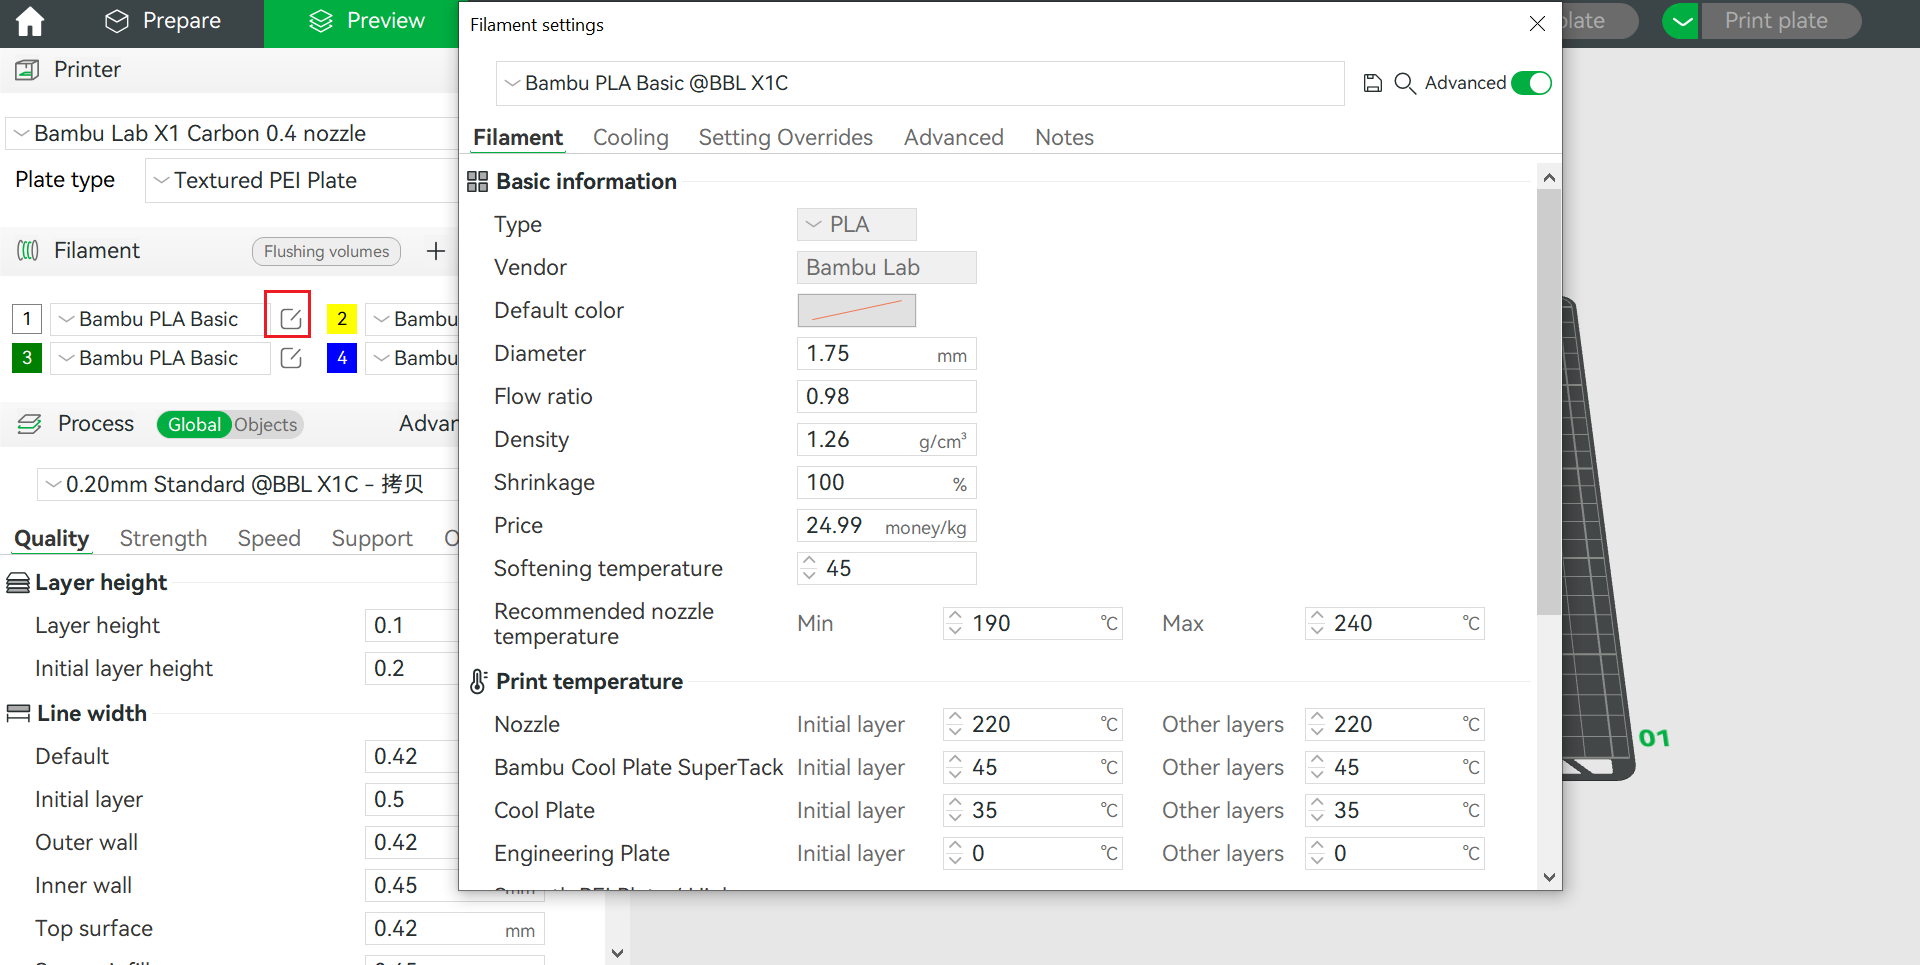 Prepare
Preview
Filament settings
Print plate
Printer
Bambu PLA Basic @BBL X1C
Advanced
Bambu Lab X1 Carbon 0.4 nozzle
Plate type
Textured PEI Plate
Filament
Cooling
Setting Overrides
Advanced
Notes
Basic information
Type
PLA
Vendor
Bambu Lab
Default color
Diameter
1.75
mm
Flow ratio
0.98
Density
1.26
g/cm³
Shrinkage
100
%
Price
24.99
money/kg
Softening temperature
45
Recommended nozzle
temperature
Min
190
°C
Max
240
°C
Print temperature
Nozzle
Initial layer
220
°C
Other layers
220
°C
Bambu Cool Plate SuperTack
Initial layer
45
°C
Other layers
45
°C
Cool Plate
Initial layer
35
°C
Other layers
35
°C
Engineering Plate
Initial layer
0
°C
Other layers
0
°C
Filament
Flushing volumes
1
Bambu PLA Basic
2
Bambu
3
Bambu PLA Basic
4
Bambu
Process
Global
Objects
0.20mm Standard @BBL X1C - 拷贝
Quality
Strength
Speed
Support
Layer height
Layer height
0.1
Initial layer height
0.2
Line width
Default
0.42
Initial layer
0.5
Outer wall
0.42
Inner wall
0.45
Top surface
0.42
mm
01